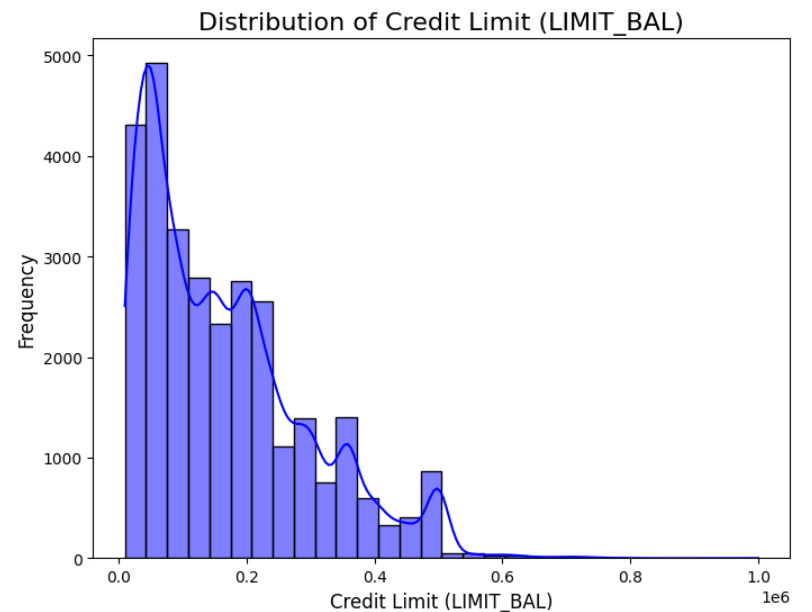 Distribution of Credit Limit (LIMIT_BAL)
5000
4000
3000
2000
1000
0
Frequency
0.0 0.2 0.4 0.6 0.8 1.0
1e6
Credit Limit (LIMIT_BAL)